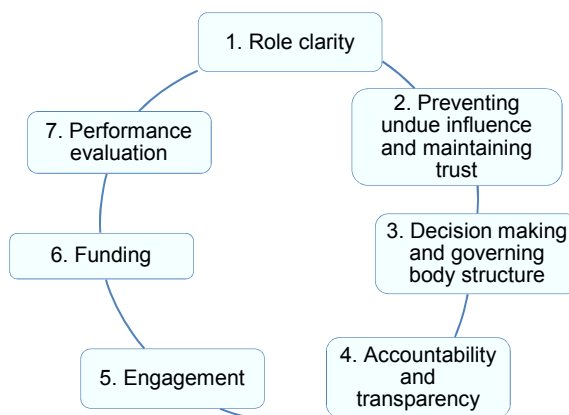 1. Role clarity
2. Preventing
undue influence
and maintaining
trust
3. Decision making
and governing
body structure
4. Accountability
and
transparency
5. Engagement
6. Funding
7. Performance
evaluation